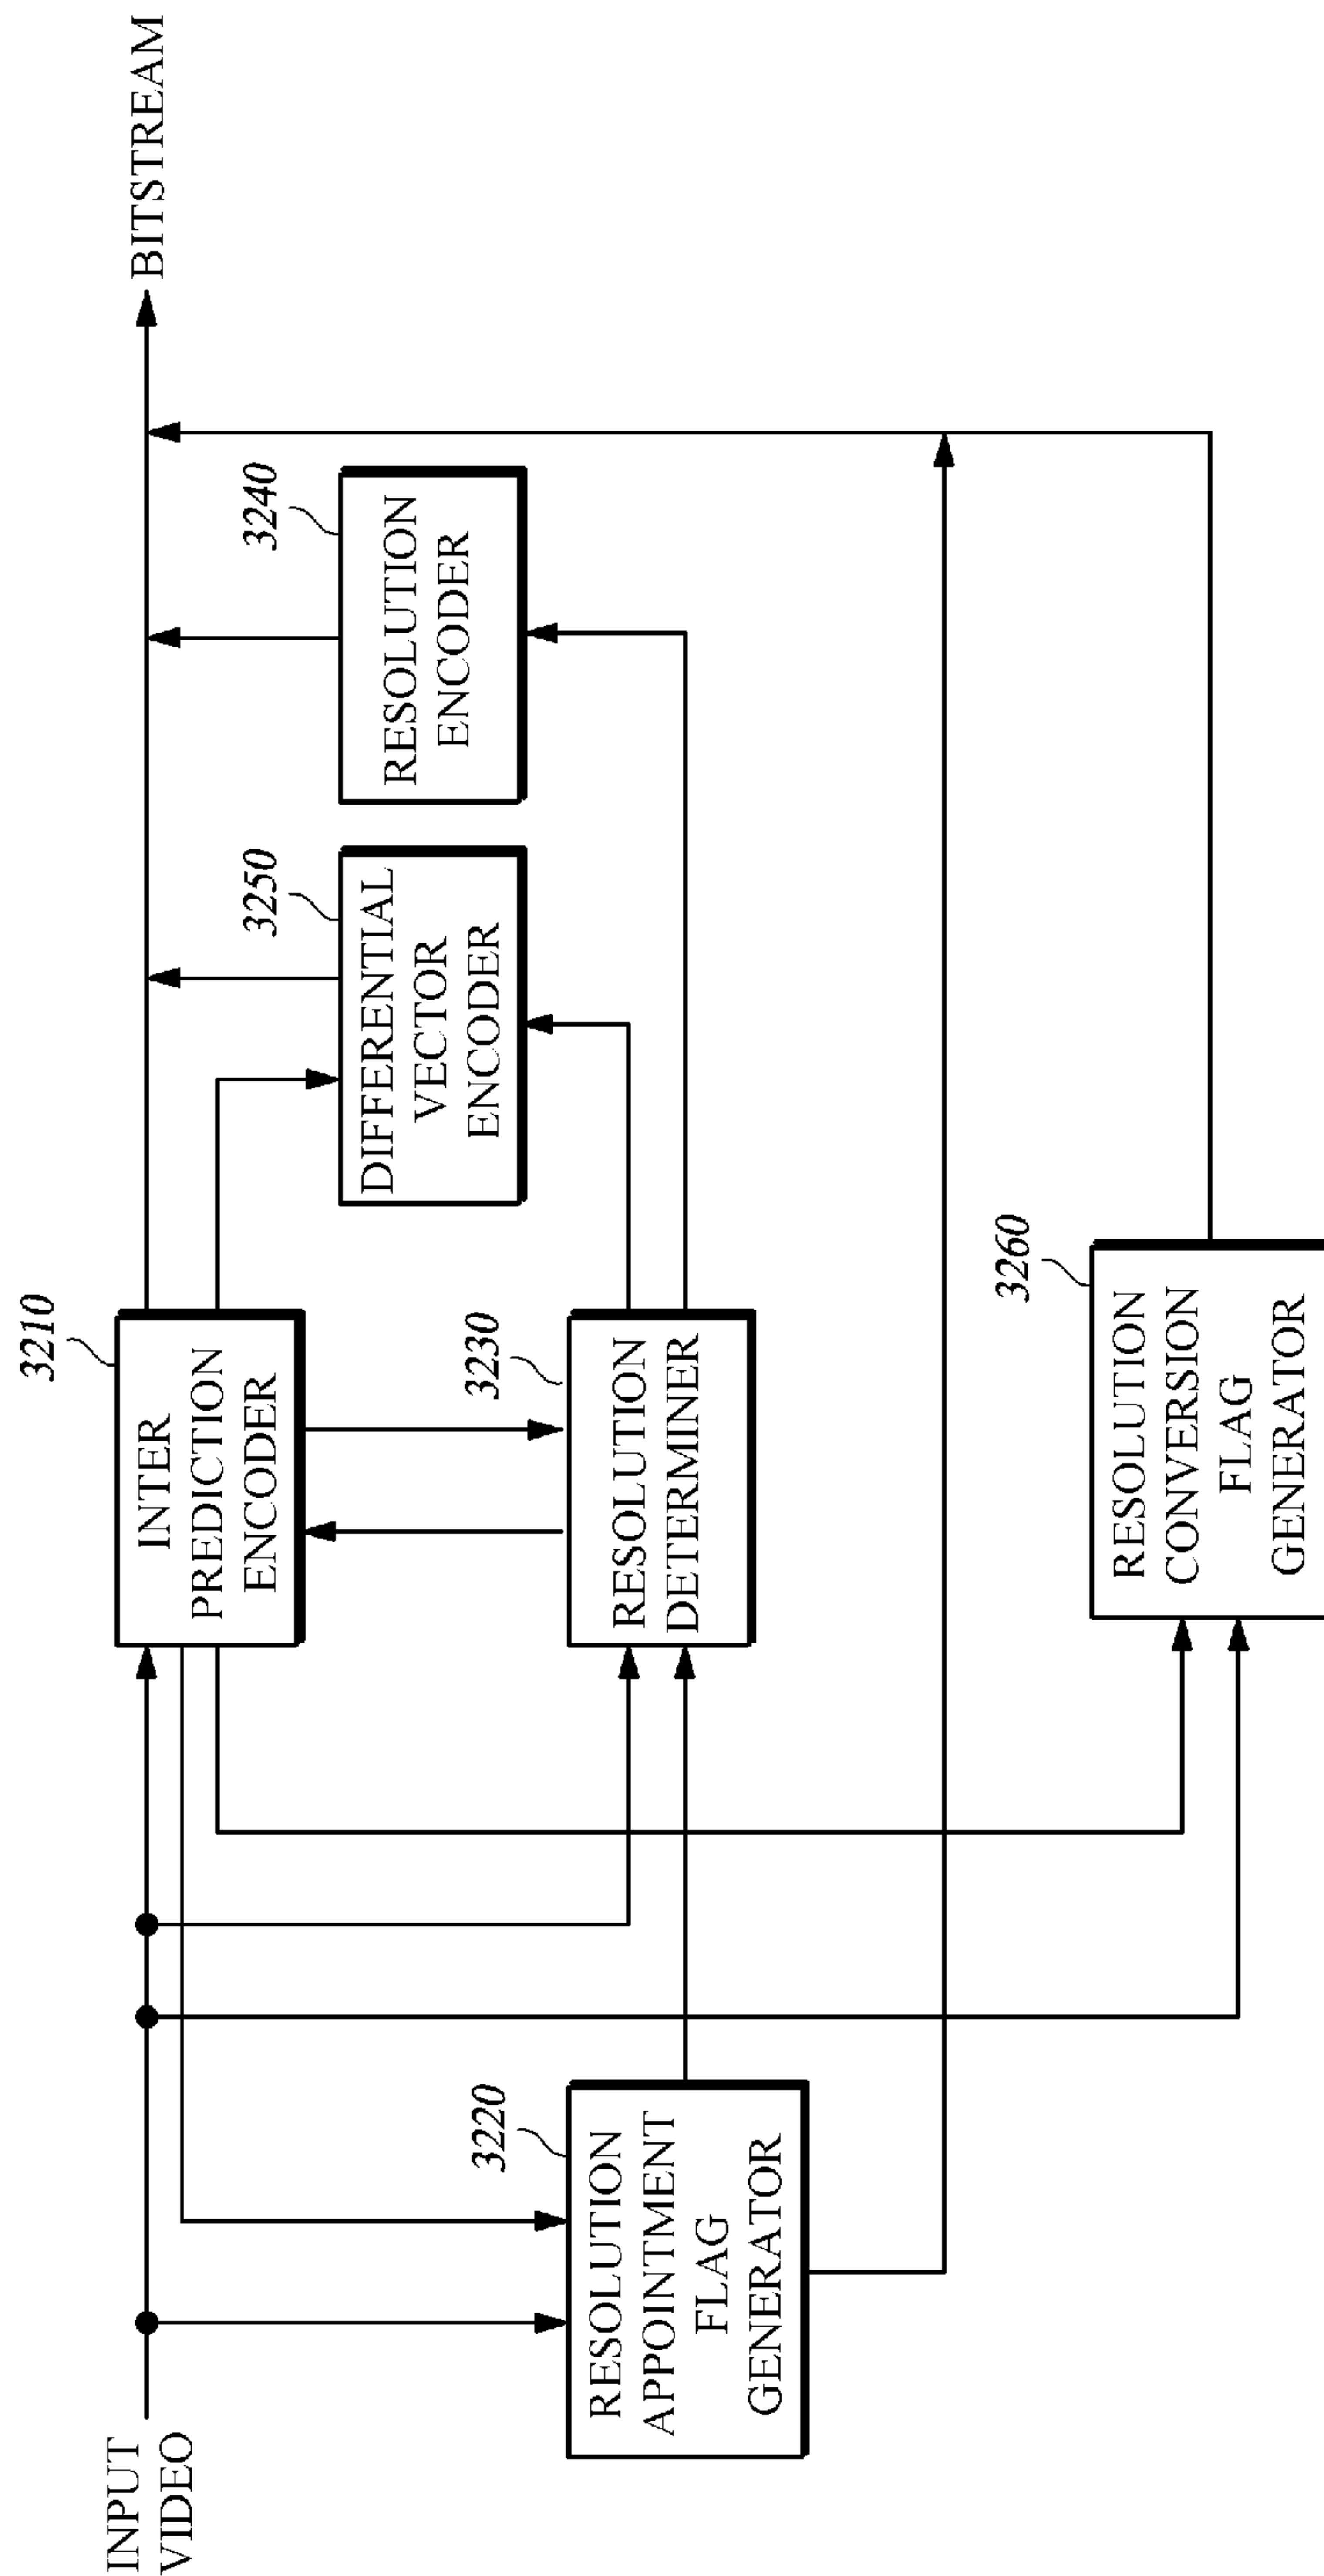 INPUT
VIDEO
3210
INTER
PREDICTION
ENCODER
BITSTREAM
3220
RESOLUTION
APPOINTMENT
FLAG
GENERATOR
3230
RESOLUTION
DETERMINER
3250
DIFFERENTIAL
VECTOR
ENCODER
3240
RESOLUTION
ENCODER
3260
RESOLUTION
CONVERSION
FLAG
GENERATOR